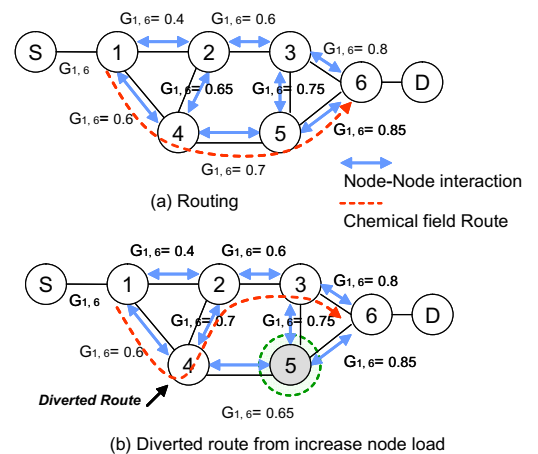 G1, 6= 0.4
G1, 6= 0.6
S
1
2
3
G1, 6= 0.8
G1, 6
6
D
G1, 6= 0.65
G1, 6= 0.75
G1, 6= 0.6
4
5
G1, 6= 0.85
G1, 6= 0.7
Node-Node interaction
(a) Routing
Chemical field Route
G1, 6= 0.4
G1, 6= 0.6
S
1
2
3
G1, 6= 0.8
G1, 6
6
D
G1, 6= 0.7
G1, 6= 0.75
G1, 6= 0.6
4
5
G1, 6= 0.85
Diverted Route
G1, 6= 0.65
(b) Diverted route from increase node load